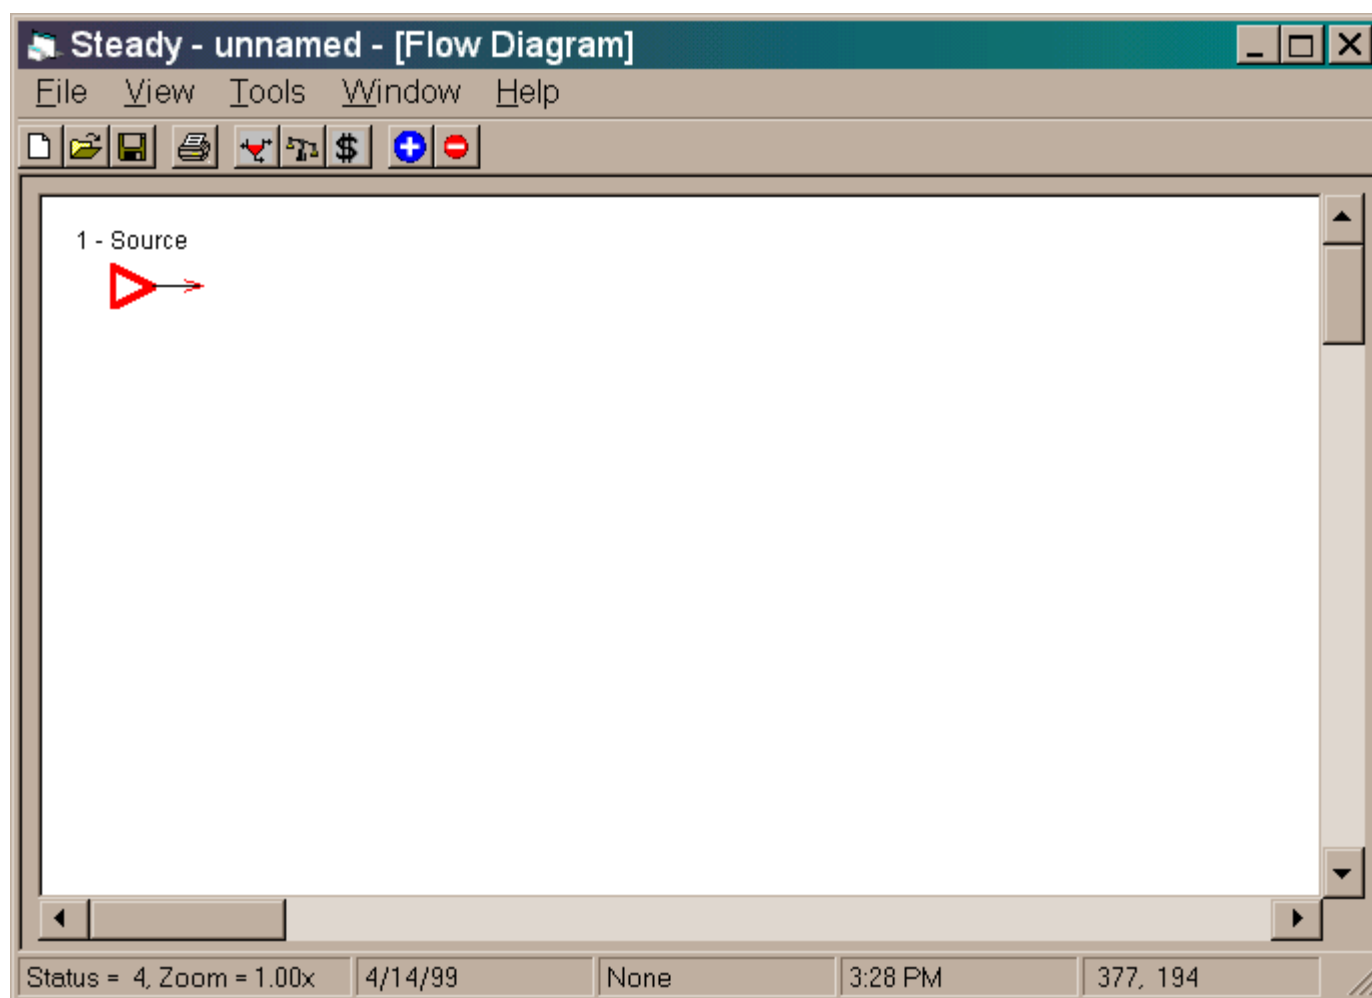 Steady - unnamed - [Flow Diagram]
File View Tools Window Help
$
1 - Source
Status = 4, Zoom = 1.00x 4/14/99 None 3:28 PM 377, 194